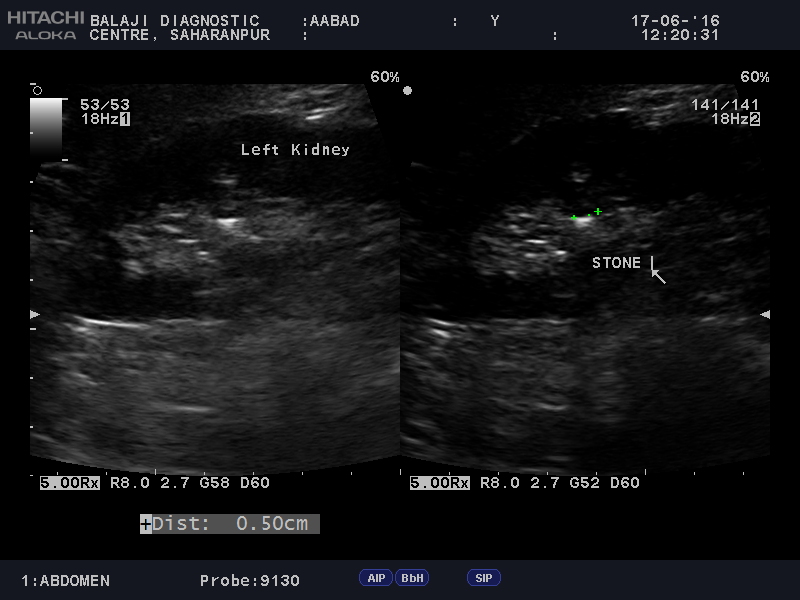 HITACHI BALAJI DIAGNOSTIC :AABAD : Y 17-06-'16
ALOKA CENTRE, SAHARANPUR : : 12:20:31
60% 60%
53/53 141/141
18Hz1 18Hz2
Left Kidney
STONE
5.00Rx R8.0 2.7 G58 D60 5.00Rx R8.0 2.7 G52 D60
+Dist: 0.50cm
1:ABDOMEN Probe:9130 AIP BbH SIP